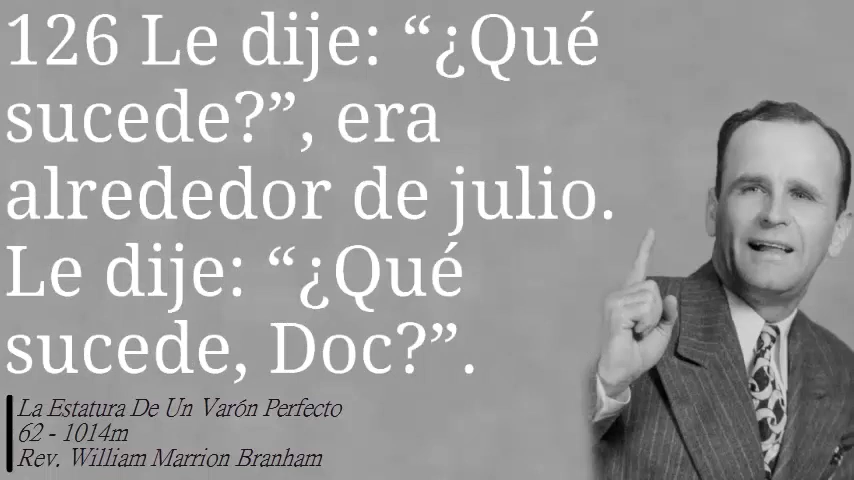 126 Le dije: “¿Qué
sucede?”, era
alrededor de julio.
Le dije: “¿Qué
sucede, Doc?”.
La Estatura De Un Varón Perfecto
62 - 1014m
Rev. William Marrion Branham